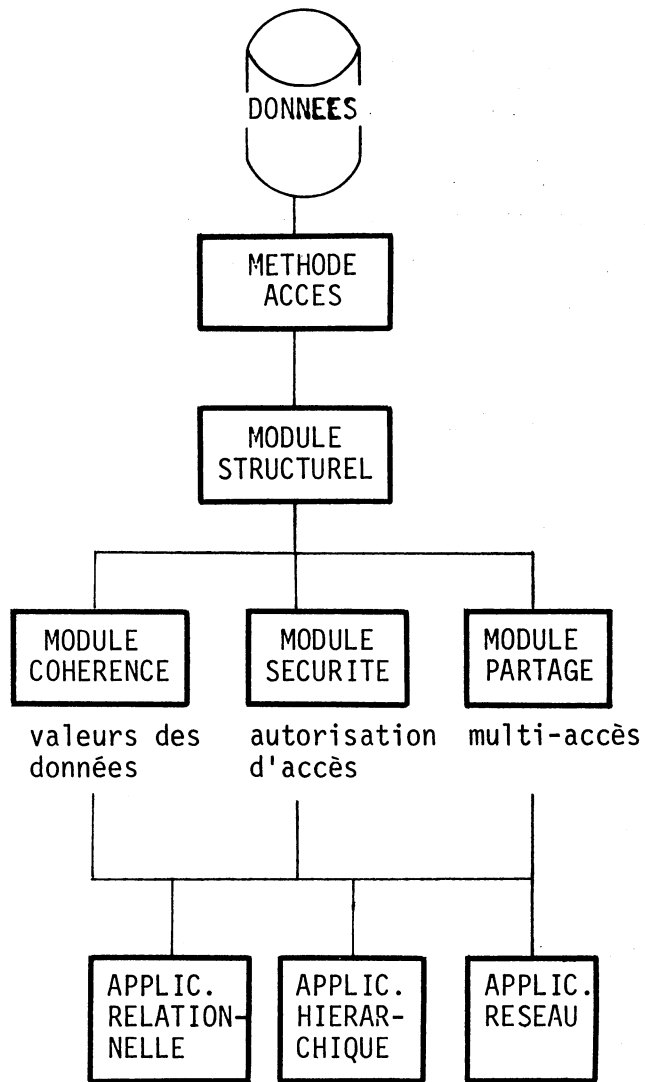 DONNEES
METHODE
ACCES
MODULE
STRUCTUREL
MODULE
COHERENCE
MODULE
SECURITE
MODULE
PARTAGE
valeurs des
données
autorisation
d'accès
multi-accès
APPLIC.
RELATION-
NELLE
APPLIC.
HIERAR-
CHIQUE
APPLIC.
RESEAU